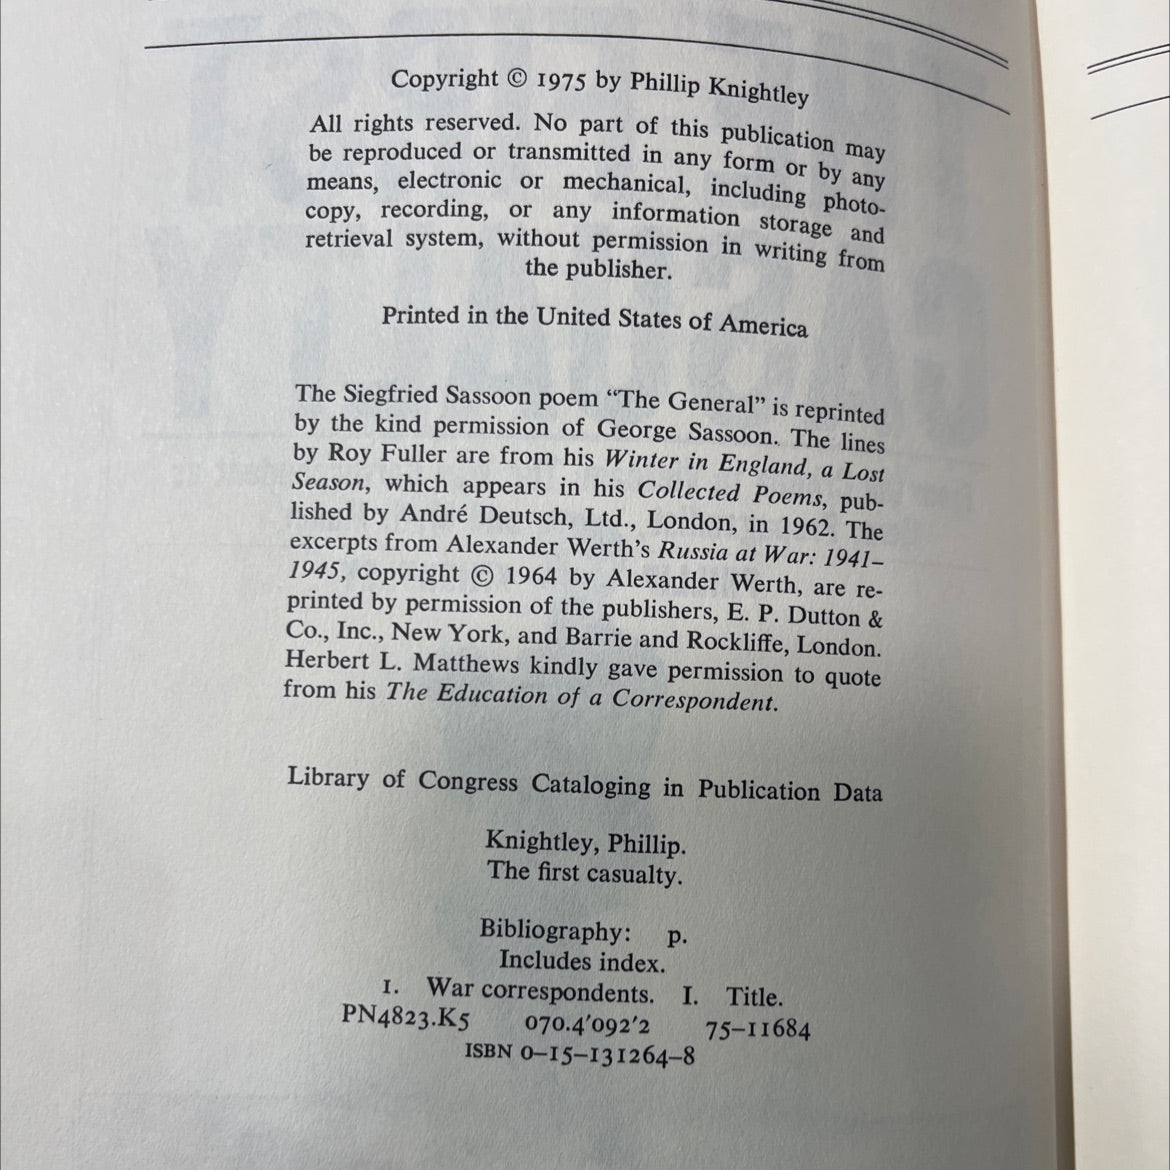 Copyright © 1975 by Phillip Knightley
All rights reserved. No part of this publication may
be reproduced or transmitted in any form or by any
means, electronic or mechanical, including photo-
copy, recording, or any information storage and
retrieval system, without permission in writing from
the publisher.
Printed in the United States of America
The Siegfried Sassoon poem “The General” is reprinted
by the kind permission of George Sassoon. The lines
by Roy Fuller are from his Winter in England, a Lost
Season, which appears in his Collected Poems, pub-
lished by André Deutsch, Ltd., London, in 1962. The
excerpts from Alexander Werth’s Russia at War: 1941–
1945, copyright © 1964 by Alexander Werth, are re-
printed by permission of the publishers, E. P. Dutton &
Co., Inc., New York, and Barrie and Rockliffe, London.
Herbert L. Matthews kindly gave permission to quote
from his The Education of a Correspondent.
Library of Congress Cataloging in Publication Data
Knightley, Phillip.
The first casualty.
Bibliography: p.
Includes index.
1. War correspondents. I. Title.
PN4823.K5 070.4′092′2 75–11684
ISBN 0–15–131264–8